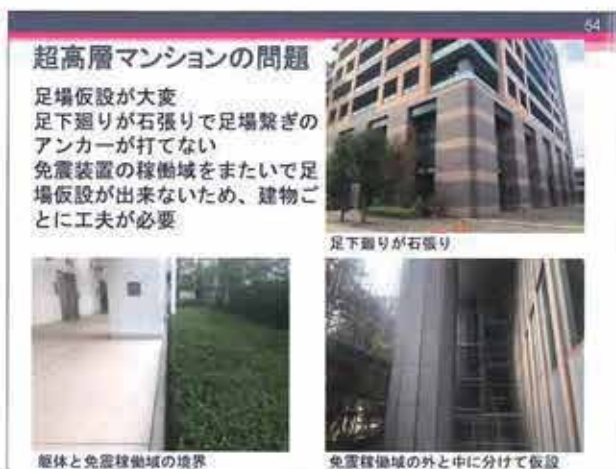 54
超高層マンションの問題
足場仮設が大変
足下廻りが石張りで足場繋ぎの
アンカーが打てない
免震装置の稼働域をまたいで足
場仮設が出来ないため、建物ご
とに工夫が必要
足下廻りが石張り
躯体と免震稼働域の境界
免震稼働域の外と中に分けて仮設